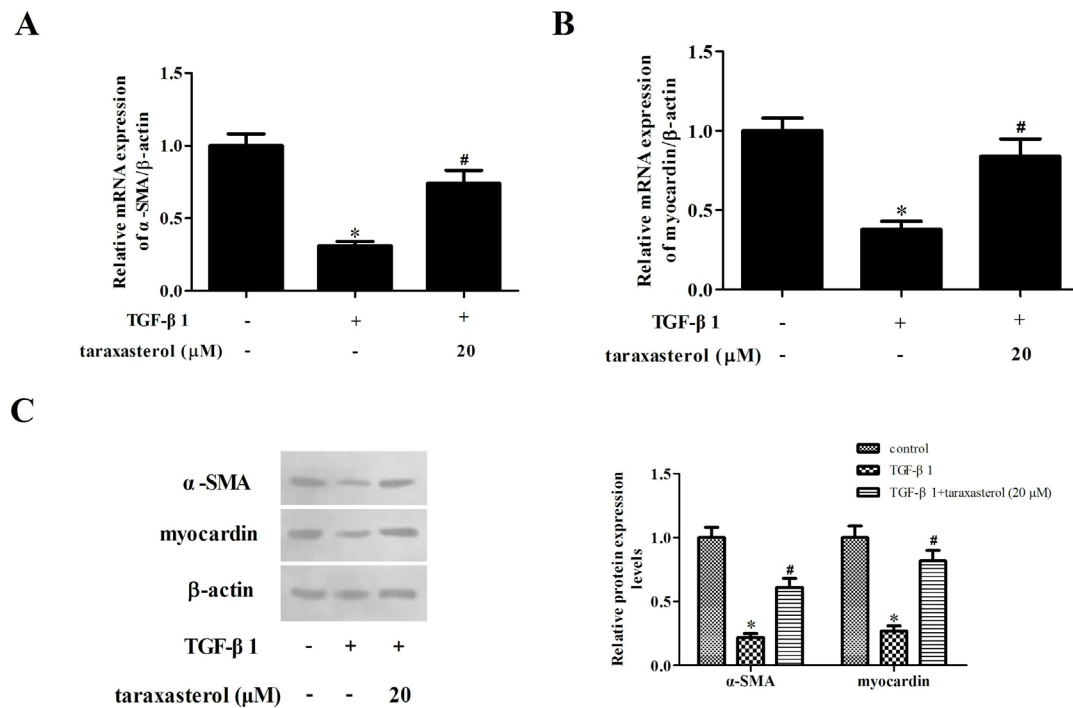 A
Relative mRNA expression
of α-SMA/β-actin
1.5
1.0
0.5
0.0
*
#
TGF-β 1 - + +
taraxasterol (μM) - - 20
B
Relative mRNA expression
of myocardin/β-actin
1.5
1.0
0.5
0.0
*
#
TGF-β 1 - + +
taraxasterol (μM) - - 20
C
α-SMA
myocardin
β-actin
TGF-β 1 - + +
taraxasterol (μM) - - 20
control
TGF-β 1
TGF-β 1+taraxasterol (20 μM)
Relative protein expression
levels
1.5
1.0
0.5
0.0
*
#
*
#
α-SMA myocardin